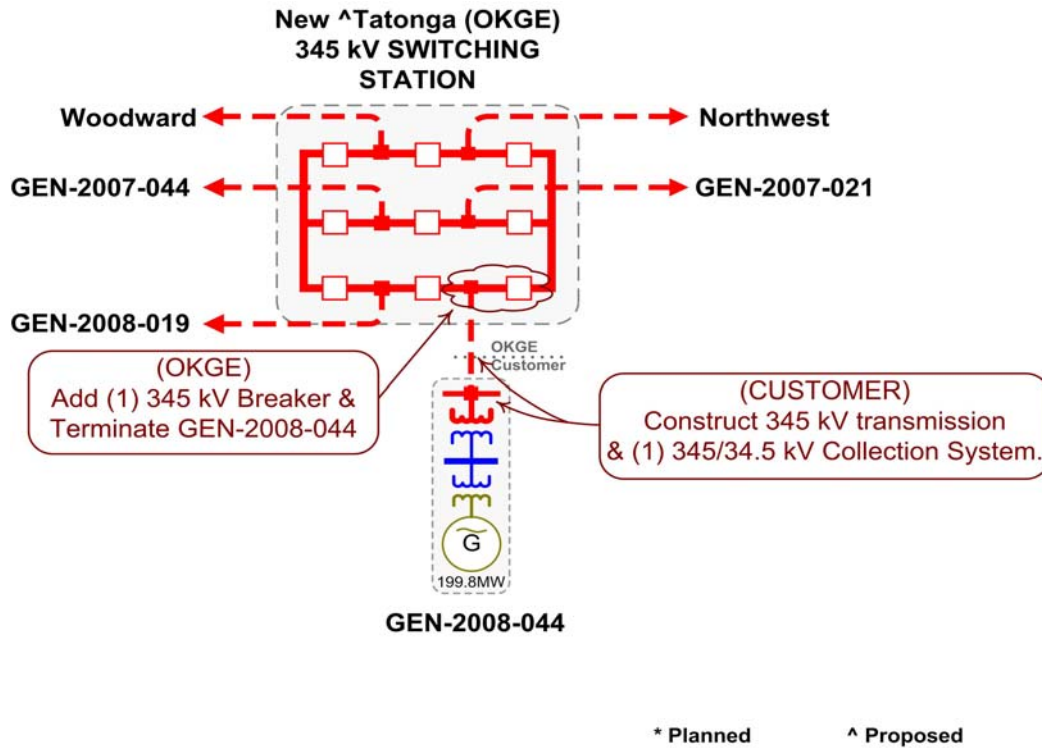 New ^Tatonga (OKGE)
345 kV SWITCHING
STATION
Woodward
Northwest
GEN-2007-044
GEN-2007-021
GEN-2008-019
OKGE
Customer
(OKGE)
Add (1) 345 kV Breaker &
Terminate GEN-2008-044
(CUSTOMER)
Construct 345 kV transmission
& (1) 345/34.5 kV Collection System.
G
199.8MW
GEN-2008-044
* Planned
^ Proposed